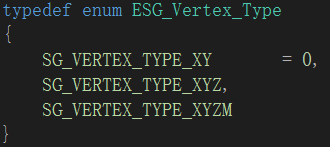 typedef enum ESG_Vertex_Type
{
    SG_VERTEX_TYPE_XY       = 0,
    SG_VERTEX_TYPE_XYZ,
    SG_VERTEX_TYPE_XYZM
}